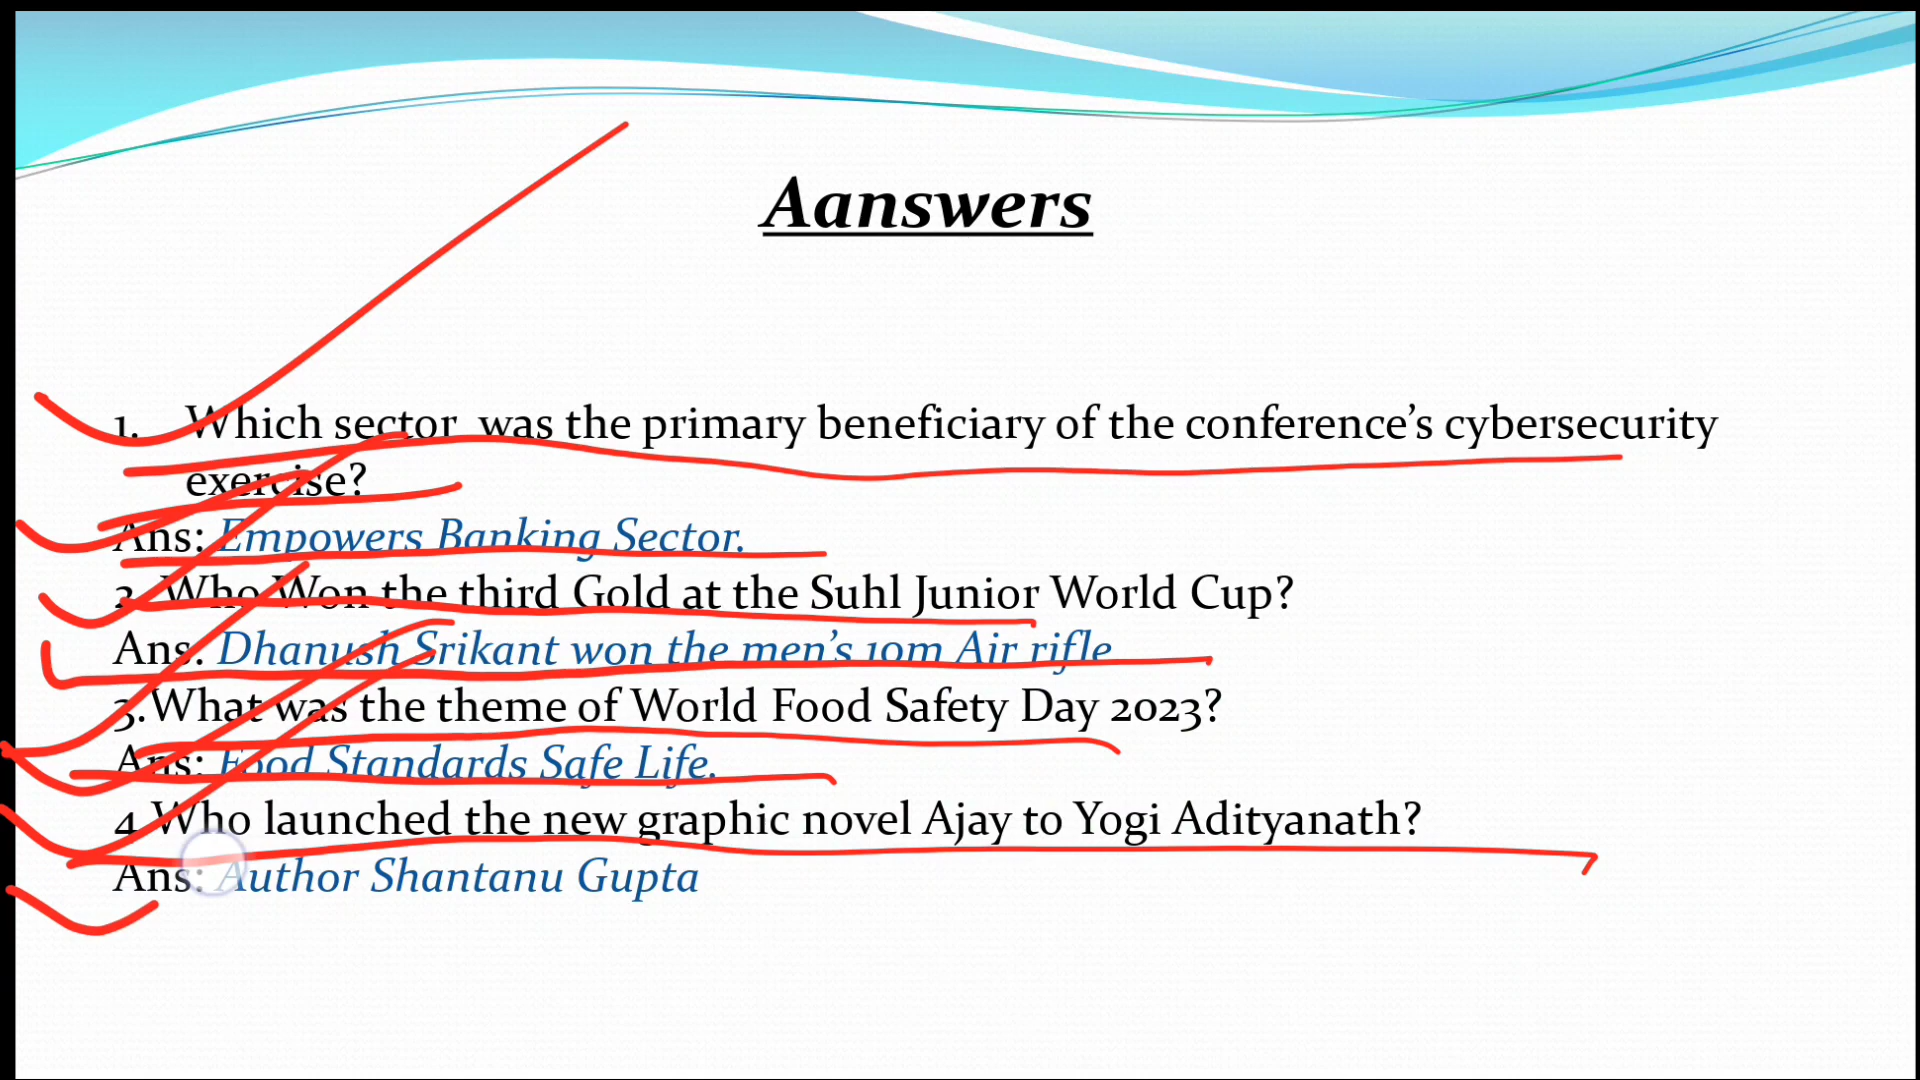 Aanswers
1. Which sector was the primary beneficiary of the conference’s cybersecurity
exercise?
Ans: Empowers Banking Sector.
2. Who Won the third Gold at the Suhl Junior World Cup?
Ans: Dhanush Srikant won the men’s 10m Air rifle
3.What was the theme of World Food Safety Day 2023?
Ans: Food Standards Safe Life.
4.Who launched the new graphic novel Ajay to Yogi Adityanath?
Ans: Author Shantanu Gupta